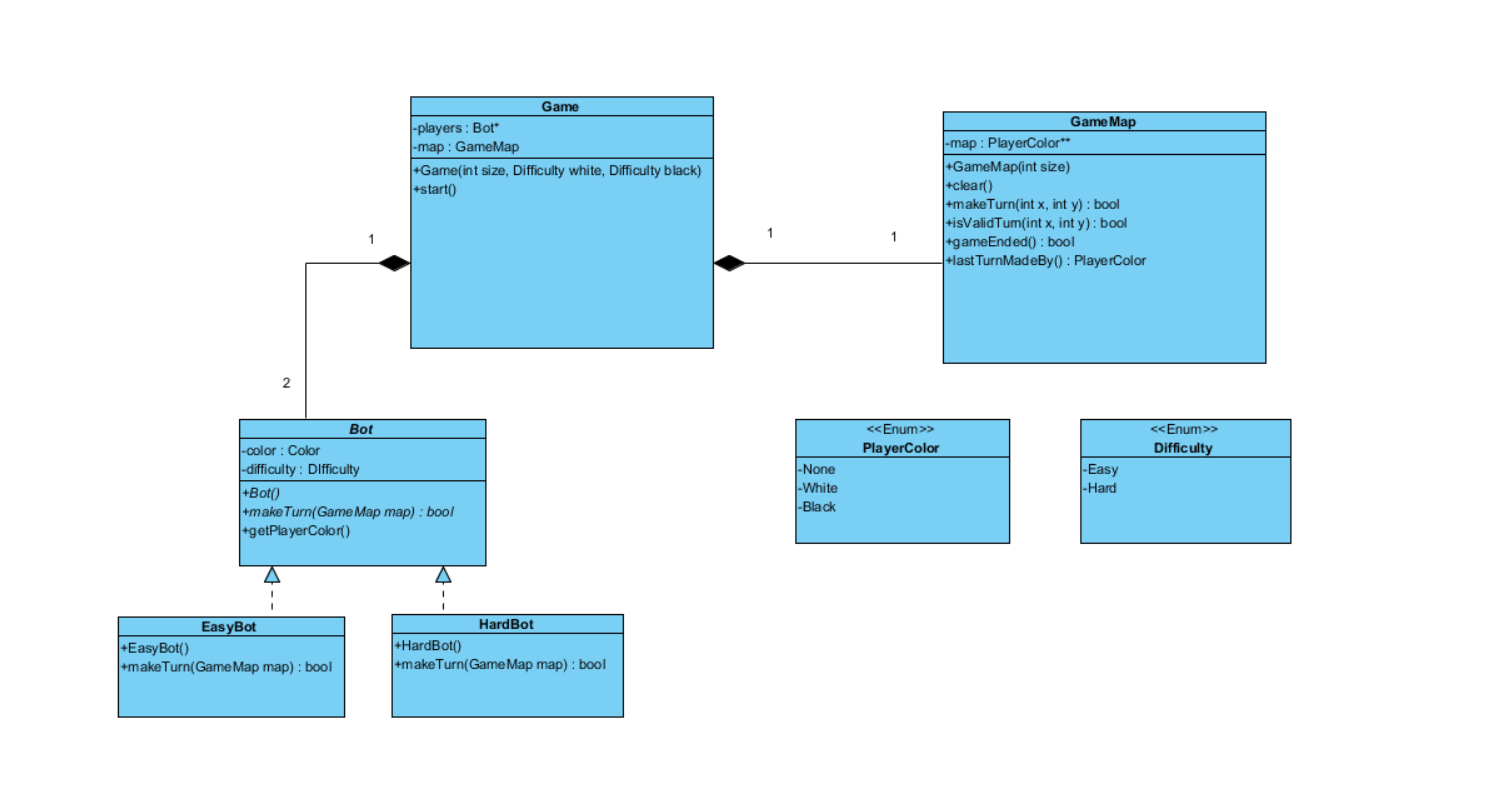 Game
-players : Bot*
-map : GameMap
+Game(int size, Difficulty white, Difficulty black)
+start()
GameMap
-map : PlayerColor**
+GameMap(int size)
+clear()
+makeTurn(int x, int y) : bool
+isValidTurn(int x, int y) : bool
+gameEnded() : bool
+lastTurnMadeBy() : PlayerColor
1
1
1
2
Bot
-color : Color
-difficulty : DIfficulty
+Bot()
+makeTurn(GameMap map) : bool
+getPlayerColor()
<<Enum>>
PlayerColor
-None
-White
-Black
<<Enum>>
Difficulty
-Easy
-Hard
EasyBot
+EasyBot()
+makeTurn(GameMap map) : bool
HardBot
+HardBot()
+makeTurn(GameMap map) : bool